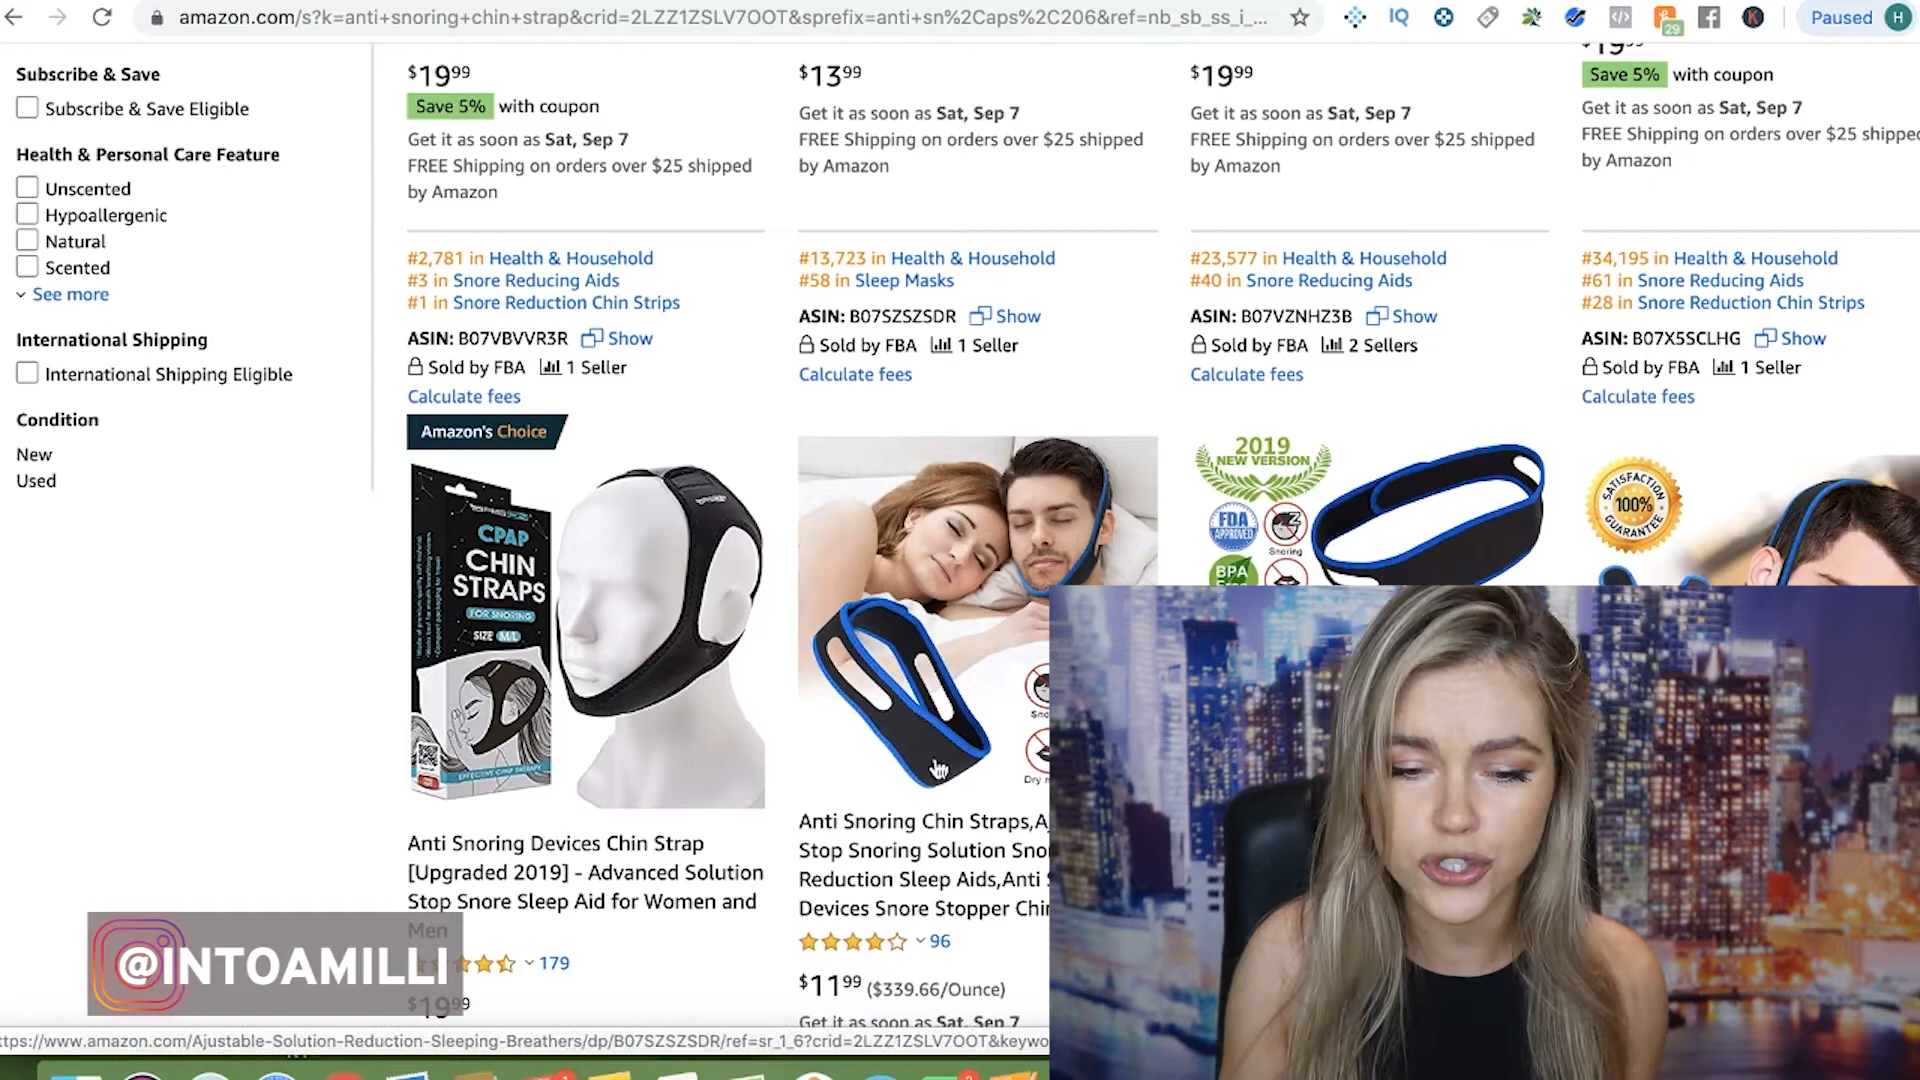 amazon.com/s?k=anti+snoring+chin+strap&crid=2LZZ1ZSLV7OOT&sprefix=anti+sn%2Caps%2C206&ref=nb_sb_ss_i_...
IQ
29
Paused
H
Subscribe & Save
Subscribe & Save Eligible
Health & Personal Care Feature
Unscented
Hypoallergenic
Natural
Scented
See more
International Shipping
International Shipping Eligible
Condition
New
Used
$19.99
Save 5% with coupon
Get it as soon as Sat, Sep 7
FREE Shipping on orders over $25 shipped
by Amazon
#2,781 in Health & Household
#3 in Snore Reducing Aids
#1 in Snore Reduction Chin Strips
ASIN: B07VBVVR3R Show
Sold by FBA 1 Seller
Calculate fees
Amazon's Choice
CPAP
CHIN
STRAPS
FOR SNORING
SIZE M/L
EFFECTIVE CPAP THERAPY
Anti Snoring Devices Chin Strap
[Upgraded 2019] - Advanced Solution
Stop Snore Sleep Aid for Women and
Men
179
$19.99
$13.99
Get it as soon as Sat, Sep 7
FREE Shipping on orders over $25 shipped
by Amazon
#13,723 in Health & Household
#58 in Sleep Masks
ASIN: B07SZSZSDR Show
Sold by FBA 1 Seller
Calculate fees
Anti Snoring Chin Straps,
Stop Snoring Solution
Reduction Sleep Aids,Anti
Devices Snore Stopper
96
$11.99 ($339.66/Ounce)
Get it as soon as Sat, Sep 7
$19.99
Get it as soon as Sat, Sep 7
FREE Shipping on orders over $25 shipped
by Amazon
#23,577 in Health & Household
#40 in Snore Reducing Aids
ASIN: B07VZNHZ3B Show
Sold by FBA 2 Sellers
Calculate fees
2019
NEW VERSION
FDA
APPROVED
Snoring
BPA
$19.99
Save 5% with coupon
Get it as soon as Sat, Sep 7
FREE Shipping on orders over $25 shipped
by Amazon
#34,195 in Health & Household
#61 in Snore Reducing Aids
#28 in Snore Reduction Chin Strips
ASIN: B07X5SCLHG Show
Sold by FBA 1 Seller
Calculate fees
SATISFACTION
100%
GUARANTEE
@INTOAMILLI
ttps://www.amazon.com/Ajustable-Solution-Reduction-Sleeping-Breathers/dp/B07SZSZSDR/ref=sr_1_6?crid=2LZZ1ZSLV7OOT&keywo